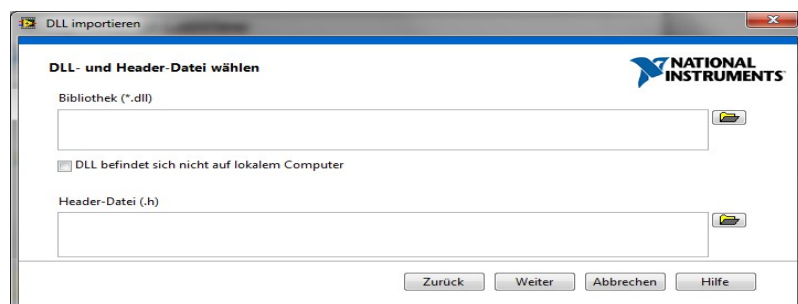 DLL importieren
DLL- und Header-Datei wählen
NATIONAL
INSTRUMENTS
Bibliothek (*.dll)
DLL befindet sich nicht auf lokalem Computer
Header-Datei (.h)
Zurück Weiter Abbrechen Hilfe